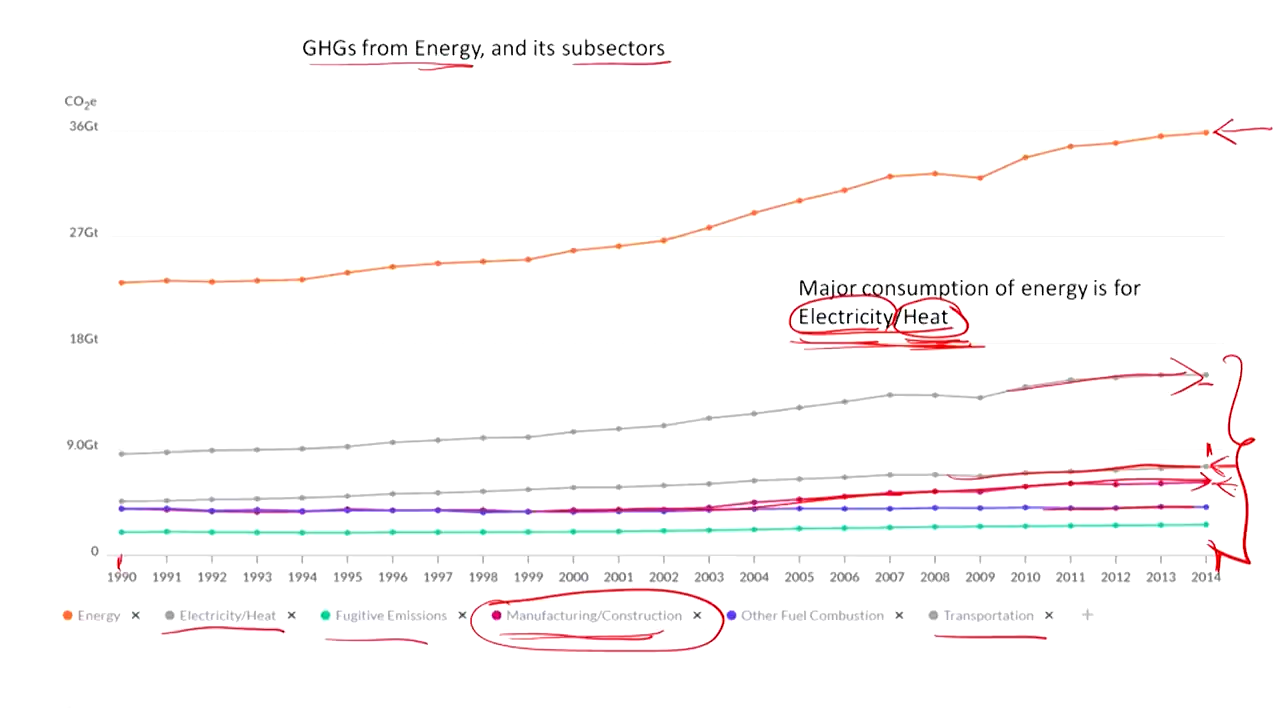 GHGs from Energy, and its subsectors
CO2e
36Gt
27Gt
Major consumption of energy is for
Electricity/Heat
18Gt
9.0Gt
0
1990 1991 1992 1993 1994 1995 1996 1997 1998 1999 2000 2001 2002 2003 2004 2005 2006 2007 2008 2009 2010 2011 2012 2013 2014
Energy × Electricity/Heat × Fugitive Emissions × Manufacturing/Construction × Other Fuel Combustion × Transportation × +